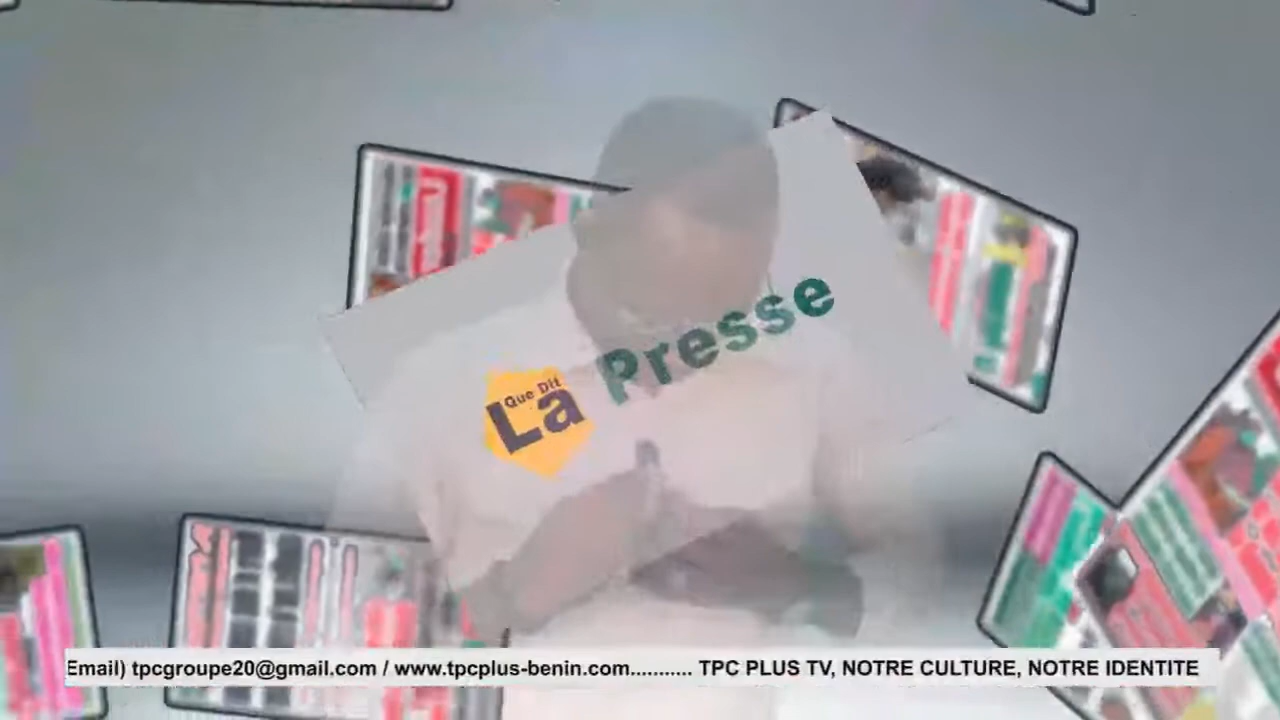 Que Dit
La Presse
Email) tpcgroupe20@gmail.com / www.tpcplus-benin.com........... TPC PLUS TV, NOTRE CULTURE, NOTRE IDENTITE